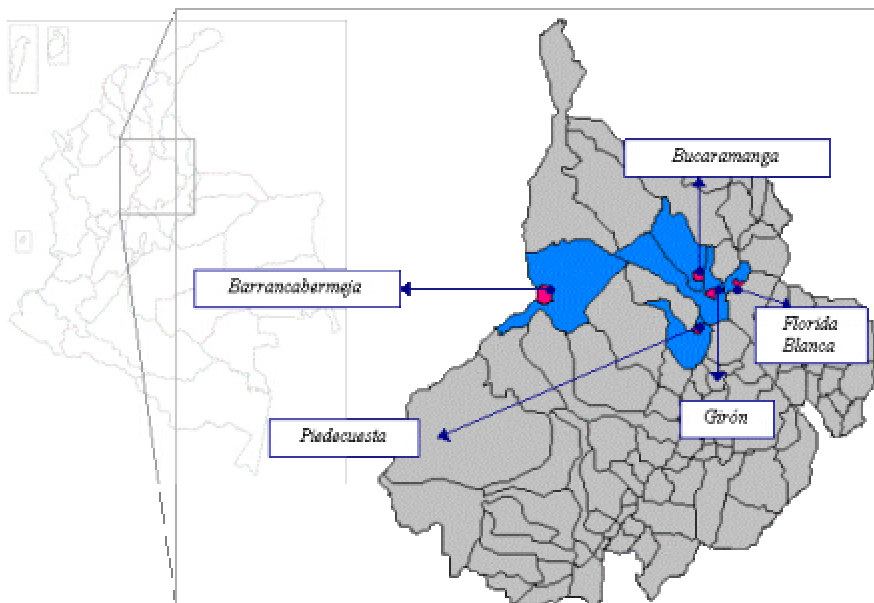 Bucaramanga
Barrancabermeja
Florida
Blanca
Girón
Piedecuesta